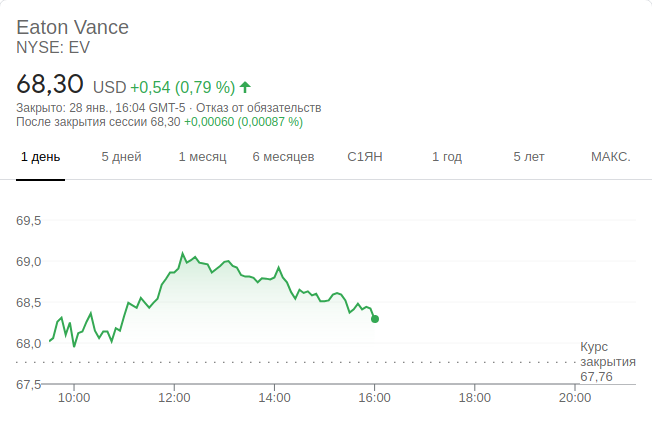 Eaton Vance
NYSE: EV
68,30 USD +0,54 (0,79 %)
Закрыто: 28 янв., 16:04 GMT-5 · Отказ от обязательств
После закрытия сессии 68,30 +0,00060 (0,00087 %)
1 день 5 дней 1 месяц 6 месяцев С1ЯН 1 год 5 лет МАКС.
69,5
69,0
68,5
68,0
67,5
Курс
закрытия
67,76
10:00 12:00 14:00 16:00 18:00 20:00